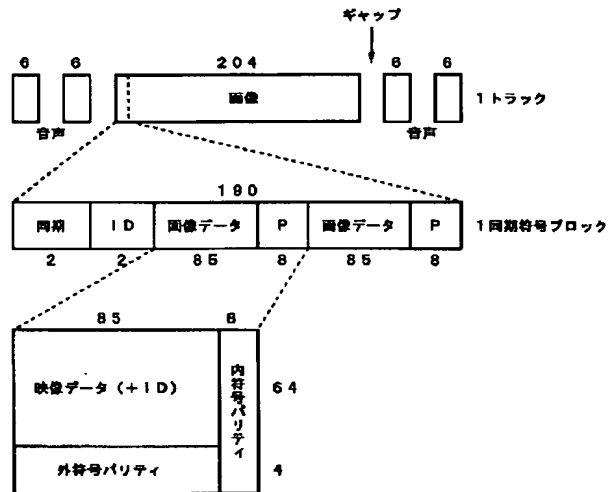 ギャップ
6 6 204 6 6
画像
1トラック
音声 音声
190
同期 ID 画像データ P 画像データ P
1同期符号ブロック
2 2 85 8 85 8
85 8
映像データ(+ID)
内符号パリティ
64
外符号パリティ
4